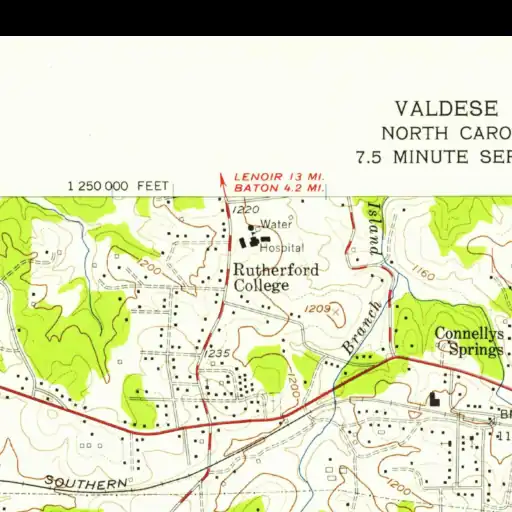 VALDESE
NORTH CARO
7.5 MINUTE SER
1 250 000 FEET
LENOIR 13 MI.
BATON 4.2 MI.
1220
Water
Hospital
Island
Branch
1200
1160
Rutherford
College
1209
Connellys
Springs
1235
1200
SOUTHERN
1200